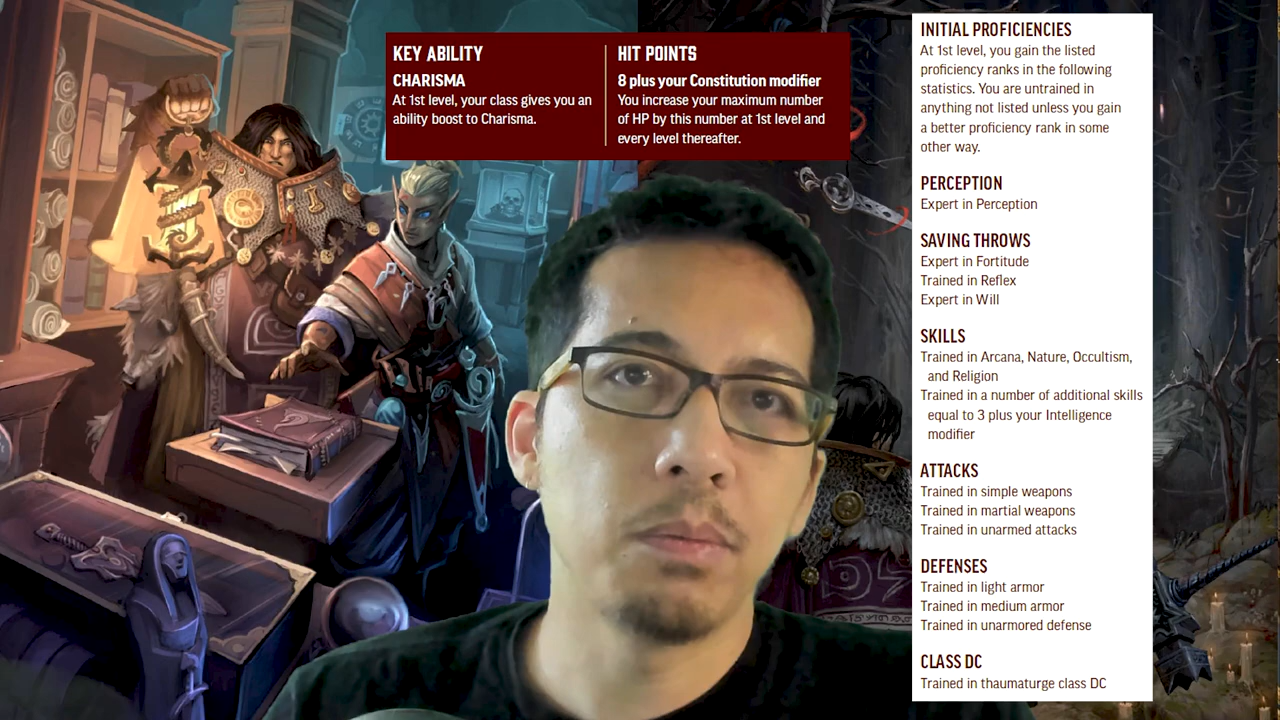 KEY ABILITY
CHARISMA
At 1st level, your class gives you an
ability boost to Charisma.
HIT POINTS
8 plus your Constitution modifier
You increase your maximum number
of HP by this number at 1st level and
every level thereafter.
INITIAL PROFICIENCIES
At 1st level, you gain the listed
proficiency ranks in the following
statistics. You are untrained in
anything not listed unless you gain
a better proficiency rank in some
other way.
PERCEPTION
Expert in Perception
SAVING THROWS
Expert in Fortitude
Trained in Reflex
Expert in Will
SKILLS
Trained in Arcana, Nature, Occultism,
and Religion
Trained in a number of additional skills
equal to 3 plus your Intelligence
modifier
ATTACKS
Trained in simple weapons
Trained in martial weapons
Trained in unarmed attacks
DEFENSES
Trained in light armor
Trained in medium armor
Trained in unarmored defense
CLASS DC
Trained in thaumaturge class DC